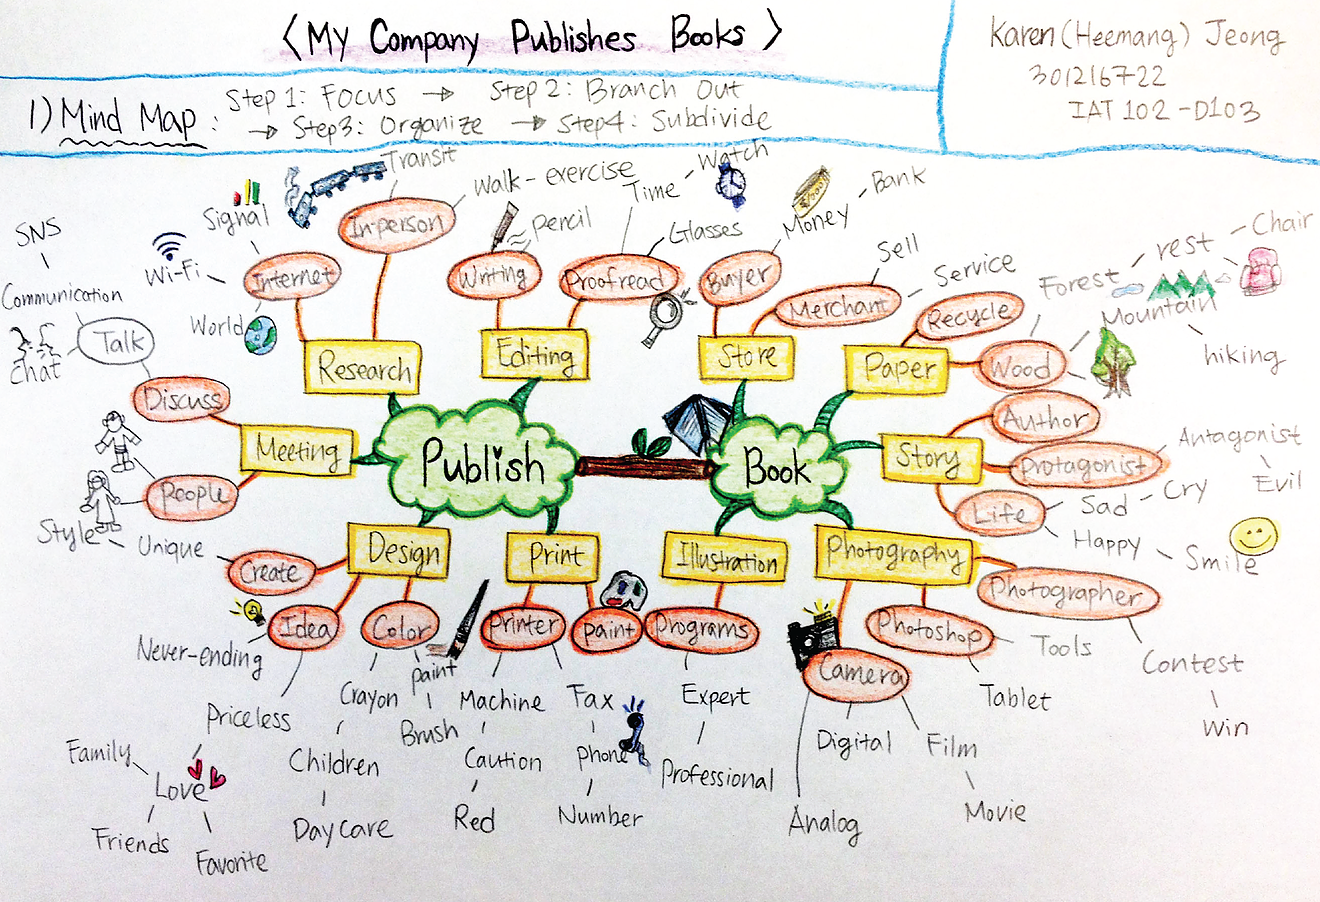 <My Company Publishes Books>
Karen (Heemang) Jeong
301216722
IAT 102 - D103
1) Mind Map :
Step 1: Focus → Step 2: Branch Out
→ Step3: Organize → Step4: Subdivide
Publish
Research
Internet
Signal
Wi-Fi
World
In-person
Transit
Walk - exercise
Editing
Writing
Pencil
Proofread
Time
Watch
Glasses
Meeting
Discuss
Talk
Communication
SNS
Chat
People
Design
Create
Unique
Style
Idea
Never-ending
Priceless
Love
Family
Friends
Favorite
Color
Crayon
Children
Daycare
paint
Brush
Print
Printer
Machine
Caution
Red
Fax
Phone
Number
paint
Book
Store
Buyer
Money
Bank
Merchant
Sell
Service
Paper
Recycle
Wood
Forest
rest
Chair
Mountain
hiking
Story
Author
Protagonist
Antagonist
Evil
Life
Sad - Cry
Happy
Smile
Illustration
Programs
Expert
Professional
Photography
Camera
Analog
Digital
Film
Movie
Photoshop
Tools
Tablet
Photographer
Contest
Win